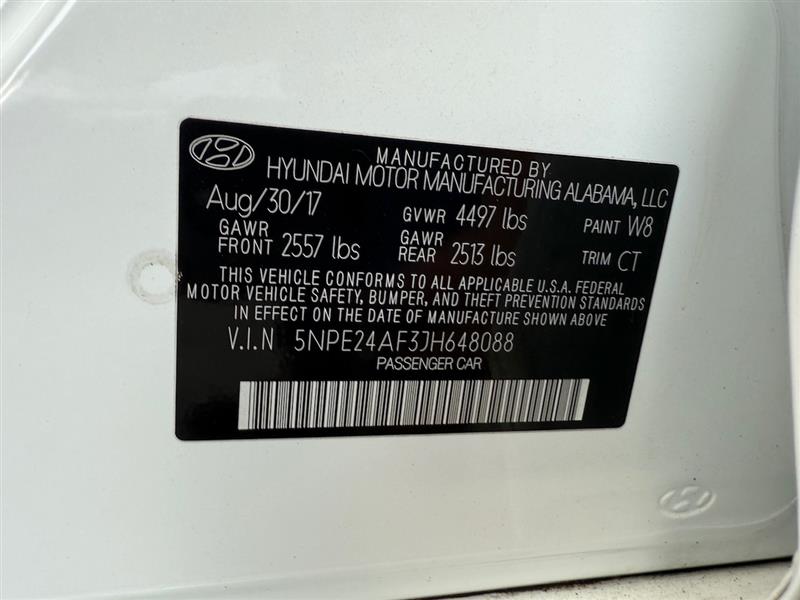 MANUFACTURED BY
HYUNDAI MOTOR MANUFACTURING ALABAMA, LLC
Aug/30/17 GVWR 4497 lbs PAINT W8
GAWR FRONT 2557 lbs GAWR REAR 2513 lbs TRIM CT
THIS VEHICLE CONFORMS TO ALL APPLICABLE U.S.A. FEDERAL
MOTOR VEHICLE SAFETY, BUMPER, AND THEFT PREVENTION STANDARDS
IN EFFECT ON THE DATE OF MANUFACTURE SHOWN ABOVE.
V.I.N 5NPE24AF3JH648088
PASSENGER CAR